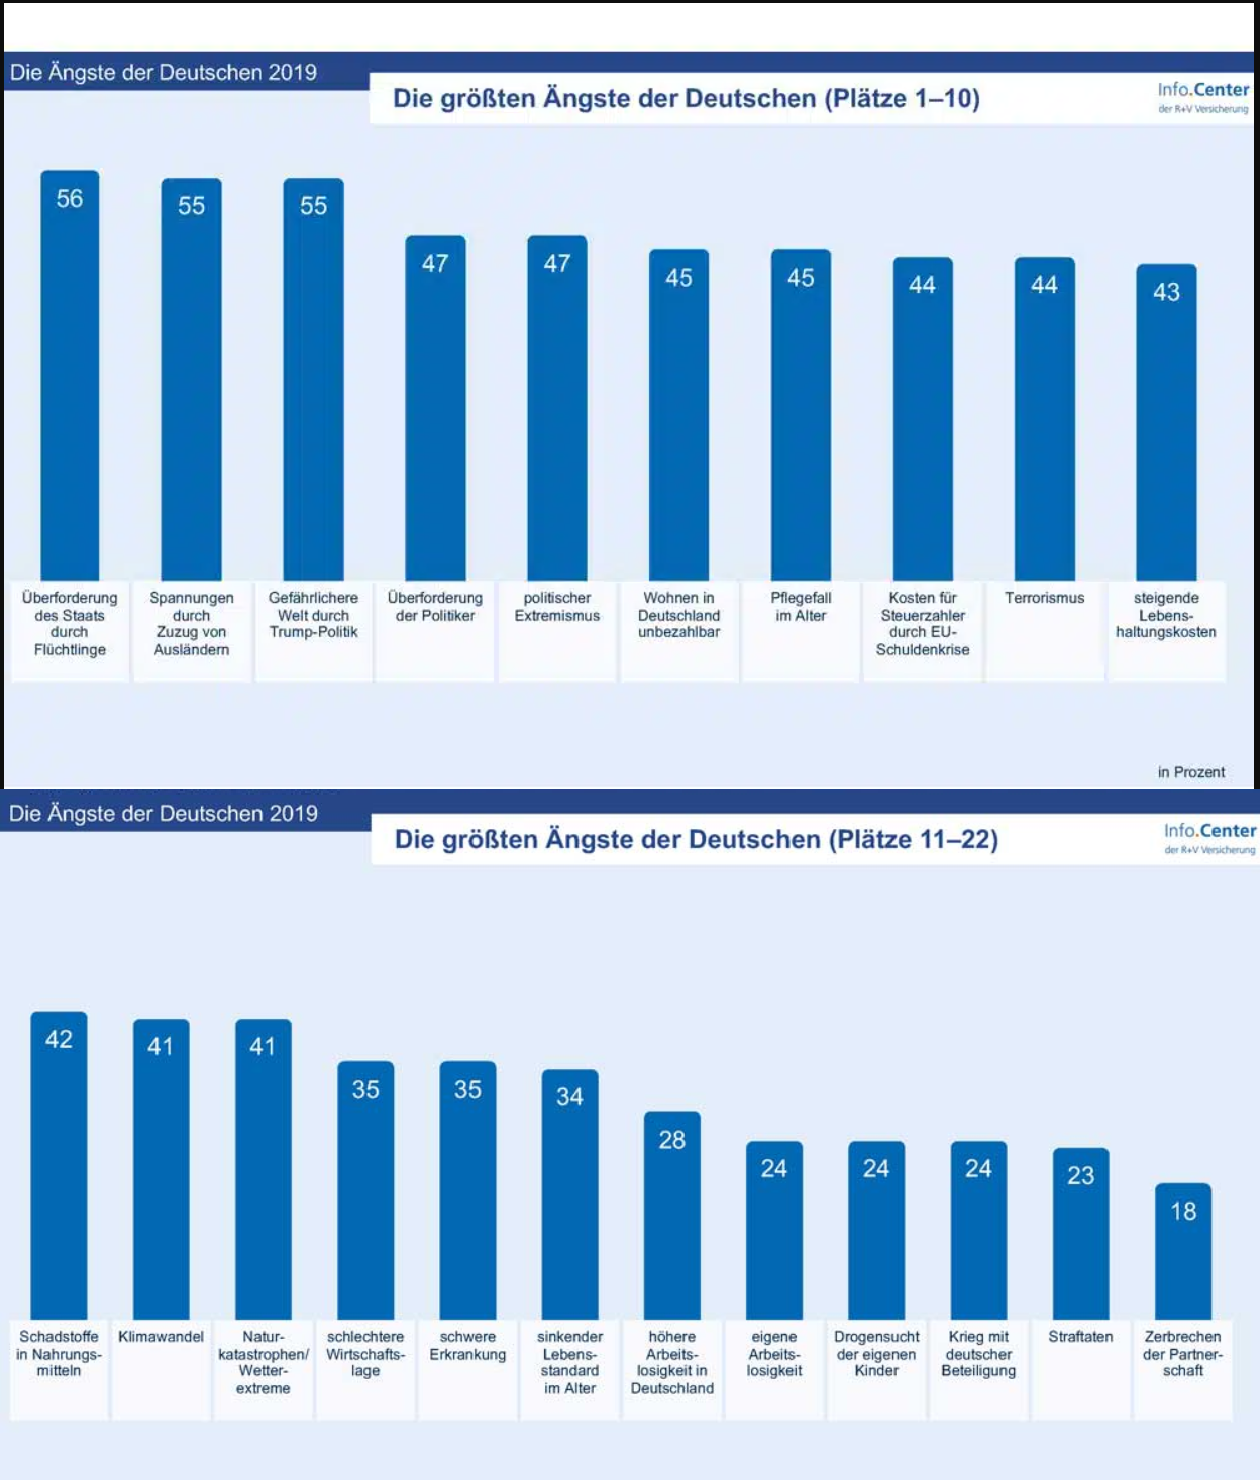 Die Ängste der Deutschen 2019
Die größten Ängste der Deutschen (Plätze 1–10)
Info.Center
der R+V Versicherung
56
55
55
47
47
45
45
44
44
43
Überforderung
des Staats
durch
Flüchtlinge
Spannungen
durch
Zuzug von
Ausländern
Gefährlichere
Welt durch
Trump-Politik
Überforderung
der Politiker
politischer
Extremismus
Wohnen in
Deutschland
unbezahlbar
Pflegefall
im Alter
Kosten für
Steuerzahler
durch EU-
Schuldenkrise
Terrorismus
steigende
Lebens-
haltungskosten
in Prozent
Die Ängste der Deutschen 2019
Die größten Ängste der Deutschen (Plätze 11–22)
Info.Center
der R+V Versicherung
42
41
41
35
35
34
28
24
24
24
23
18
Schadstoffe
in Nahrungs-
mitteln
Klimawandel
Natur-
katastrophen/
Wetter-
extreme
schlechtere
Wirtschafts-
lage
schwere
Erkrankung
sinkender
Lebens-
standard
im Alter
höhere
Arbeits-
losigkeit in
Deutschland
eigene
Arbeits-
losigkeit
Drogensucht
der eigenen
Kinder
Krieg mit
deutscher
Beteiligung
Straftaten
Zerbrechen
der Partner-
schaft